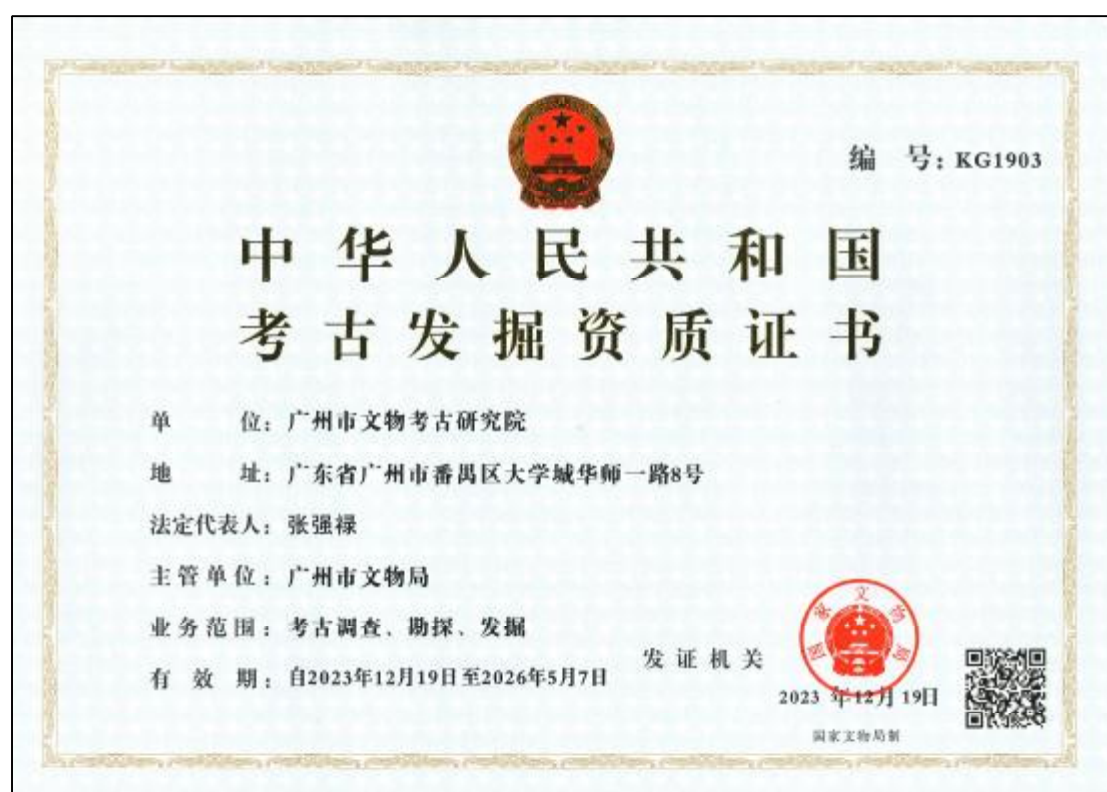 编 号：KG1903
中华人民共和国
考古发掘资质证书
单 位：广州市文物考古研究院
地 址：广东省广州市番禺区大学城华师一路8号
法定代表人：张强禄
主管单位：广州市文物局
业务范围：考古调查、勘探、发掘
有 效 期：自2023年12月19日至2026年5月7日
发证机关
国家文物局
2023 年 12月 19日
国家文物局制